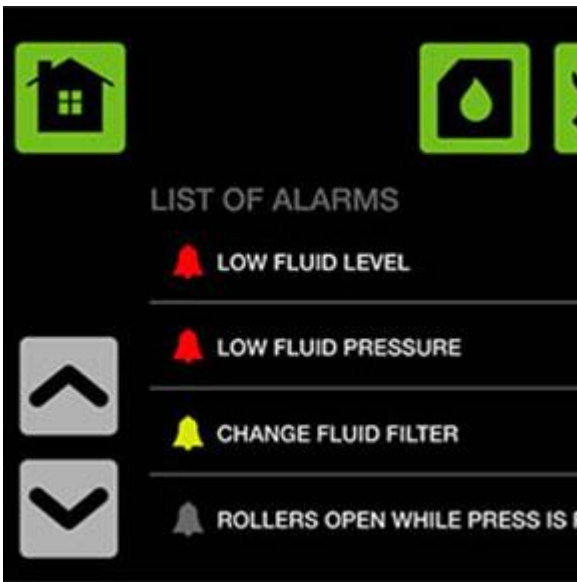 LIST OF ALARMS
LOW FLUID LEVEL
LOW FLUID PRESSURE
CHANGE FLUID FILTER
ROLLERS OPEN WHILE PRESS IS